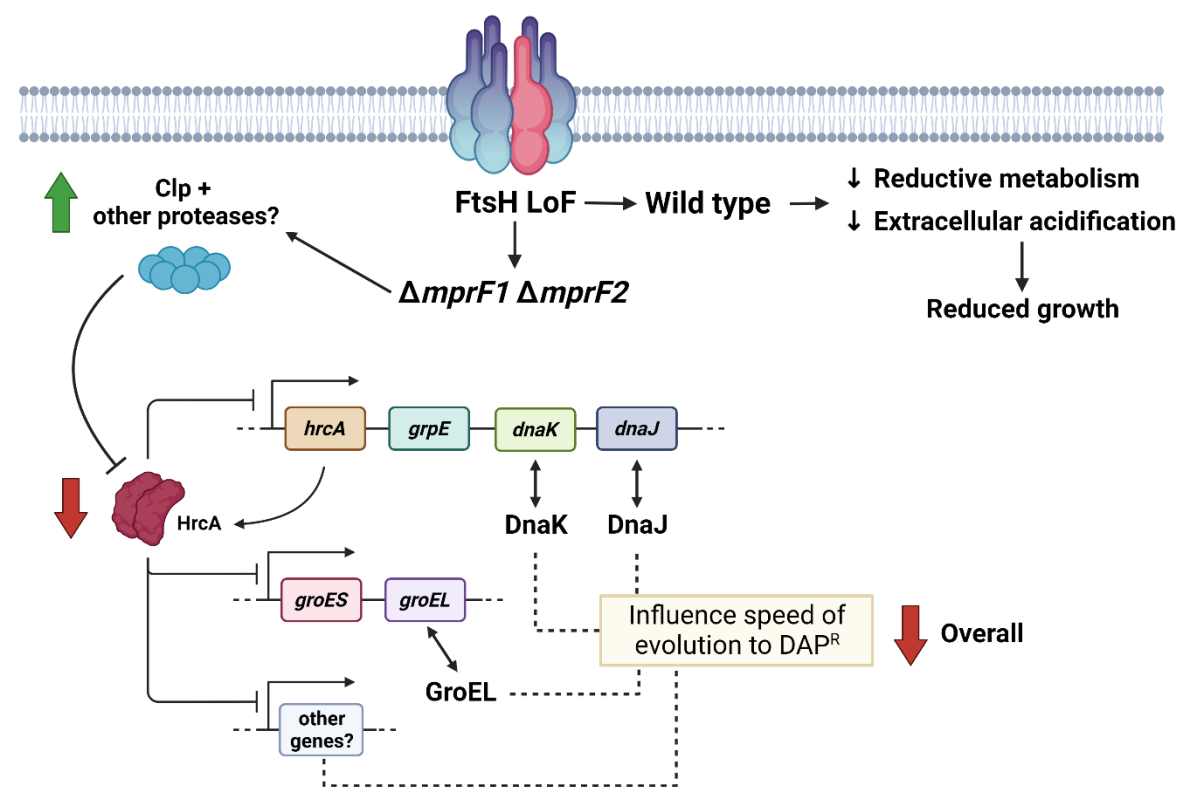 Clp +
other proteases?
FtsH LoF
Wild type
↓ Reductive metabolism
↓ Extracellular acidification
Reduced growth
ΔmprF1 ΔmprF2
hrcA
grpE
dnaK
dnaJ
HrcA
DnaK
DnaJ
groES
groEL
Influence speed of
evolution to DAPᴿ
Overall
GroEL
other
genes?